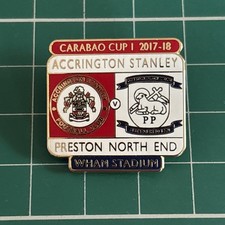 CARABAO CUP 1 2017-18
ACCRINGTON STANLEY
V
PP
PRESTON NORTH END
WHAM STADIUM